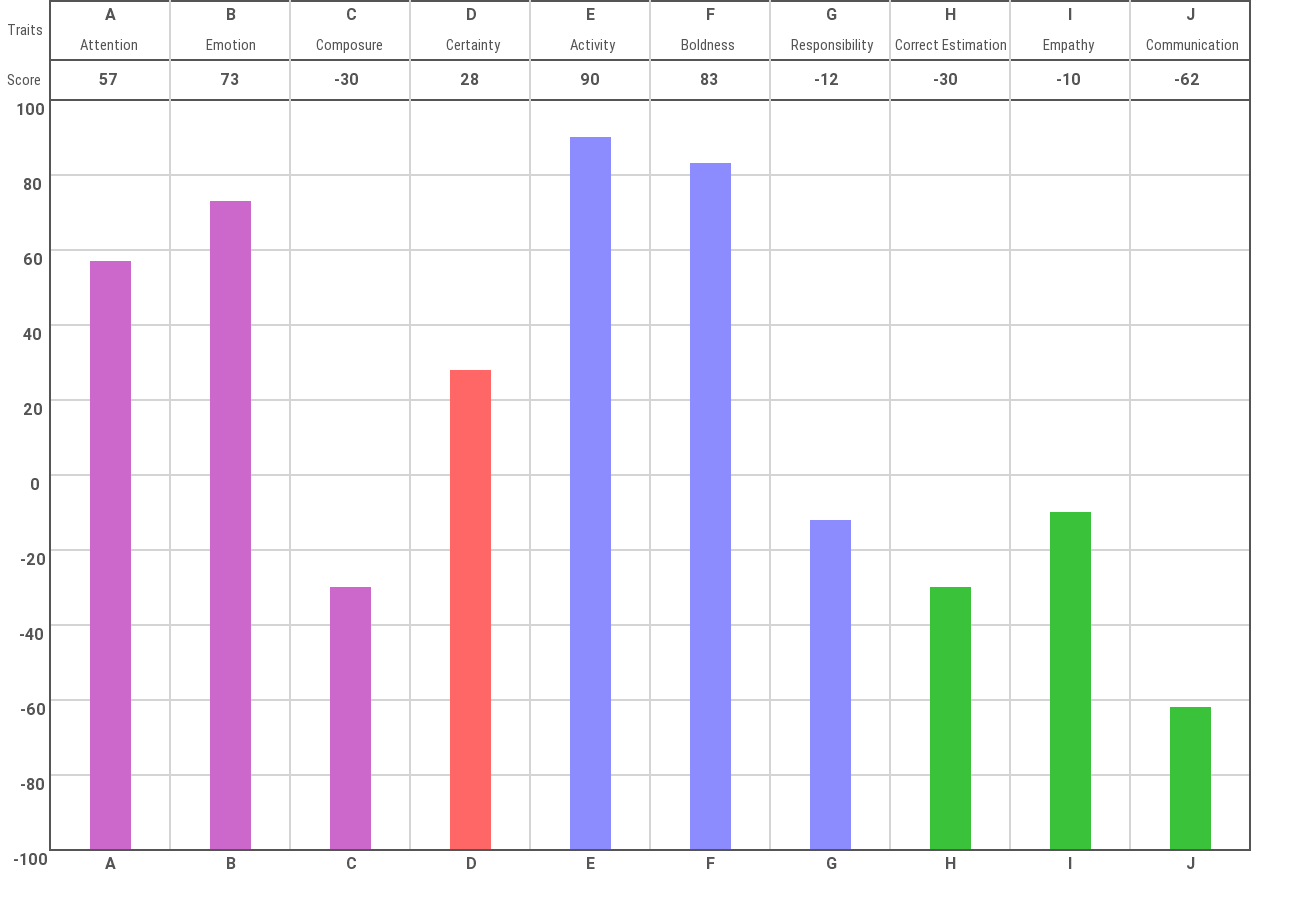 A B C D E F G H I J
Traits
Attention Emotion Composure Certainty Activity Boldness Responsibility Correct Estimation Empathy Communication
Score 57 73 -30 28 90 83 -12 -30 -10 -62
100
80
60
40
20
0
-20
-40
-60
-80
-100
A B C D E F G H I J